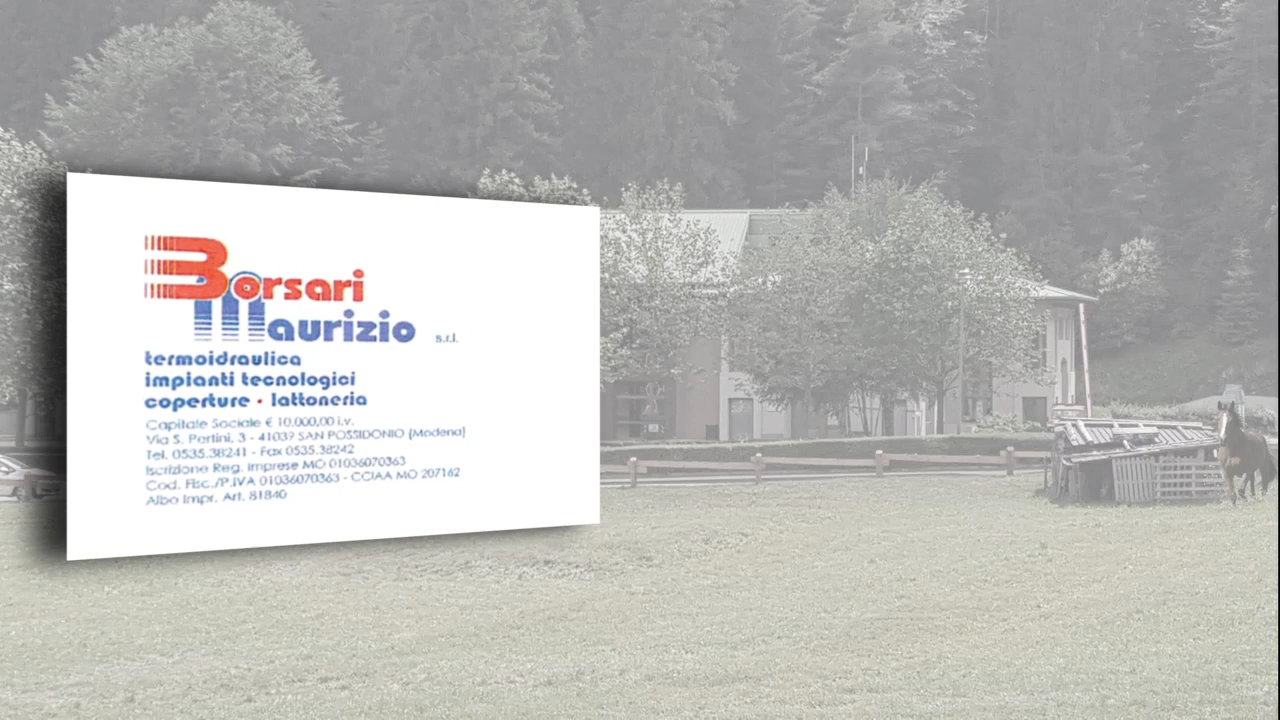 Borsari
Maurizio s.r.l.
termoidraulica
impianti tecnologici
coperture • lattoneria
Capitale Sociale € 10.000,00 i.v.
Via S. Pertini, 3 - 41039 SAN POSSIDONIO (Modena)
Tel. 0535.38241 - Fax 0535.38242
Iscrizione Reg. Imprese MO 01036070363
Cod. Fisc./P.IVA 01036070363 - CCIAA MO 207162
Albo Impr. Art. 81840